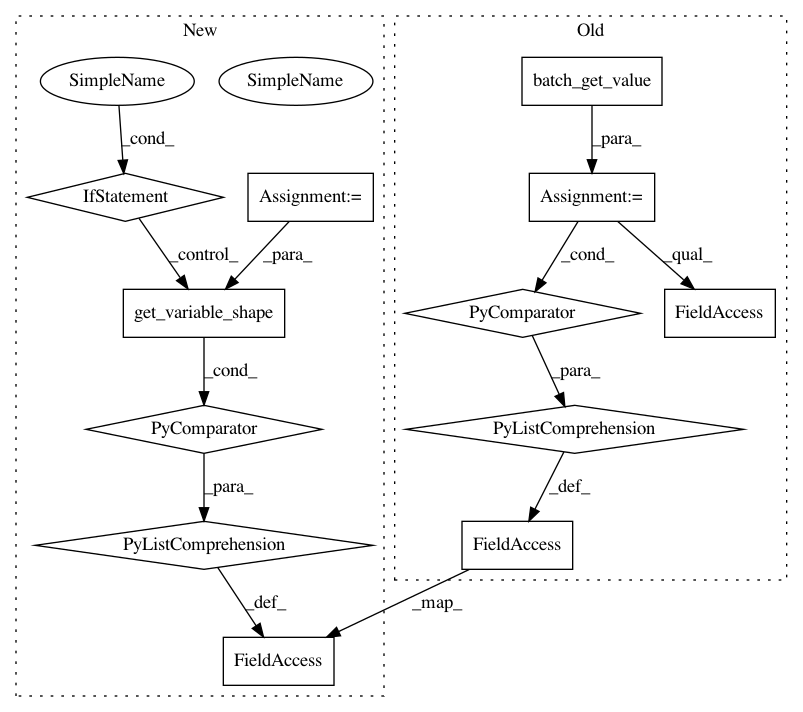 New
Old
SimpleName
SimpleName
batch_get_value
_cond_
_para_
IfStatement
Assignment:=
Assignment:=
_control_
_para_
_cond_
_qual_
get_variable_shape
PyComparator
FieldAccess
_cond_
_para_
PyComparator
PyListComprehension
_para_
_def_
PyListComprehension
FieldAccess
_def_
_map_
FieldAccess